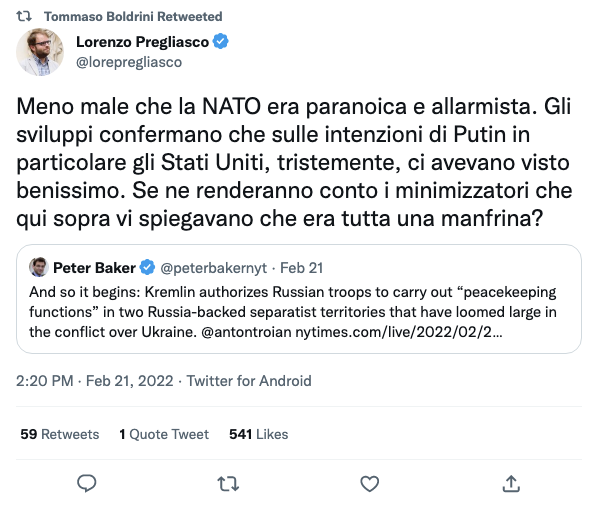 Tommaso Boldrini Retweeted
Lorenzo Pregliasco
@lorepregliasco
Meno male che la NATO era paranoica e allarmista. Gli
sviluppi confermano che sulle intenzioni di Putin in
particolare gli Stati Uniti, tristemente, ci avevano visto
benissimo. Se ne renderanno conto i minimizzatori che
qui sopra vi spiegavano che era tutta una manfrina?
Peter Baker @peterbakernyt · Feb 21
And so it begins: Kremlin authorizes Russian troops to carry out “peacekeeping
functions” in two Russia-backed separatist territories that have loomed large in
the conflict over Ukraine. @antontroian nytimes.com/live/2022/02/2…
2:20 PM · Feb 21, 2022 · Twitter for Android
59 Retweets 1 Quote Tweet 541 Likes